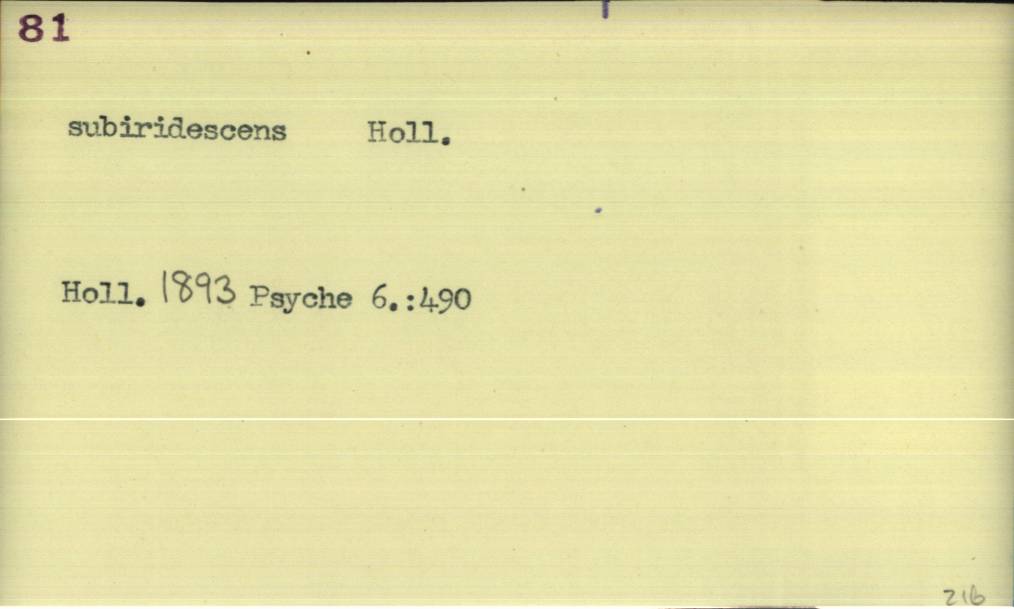 81
subiridescens Holl.
Holl. 1893 Psyche 6.:490
216